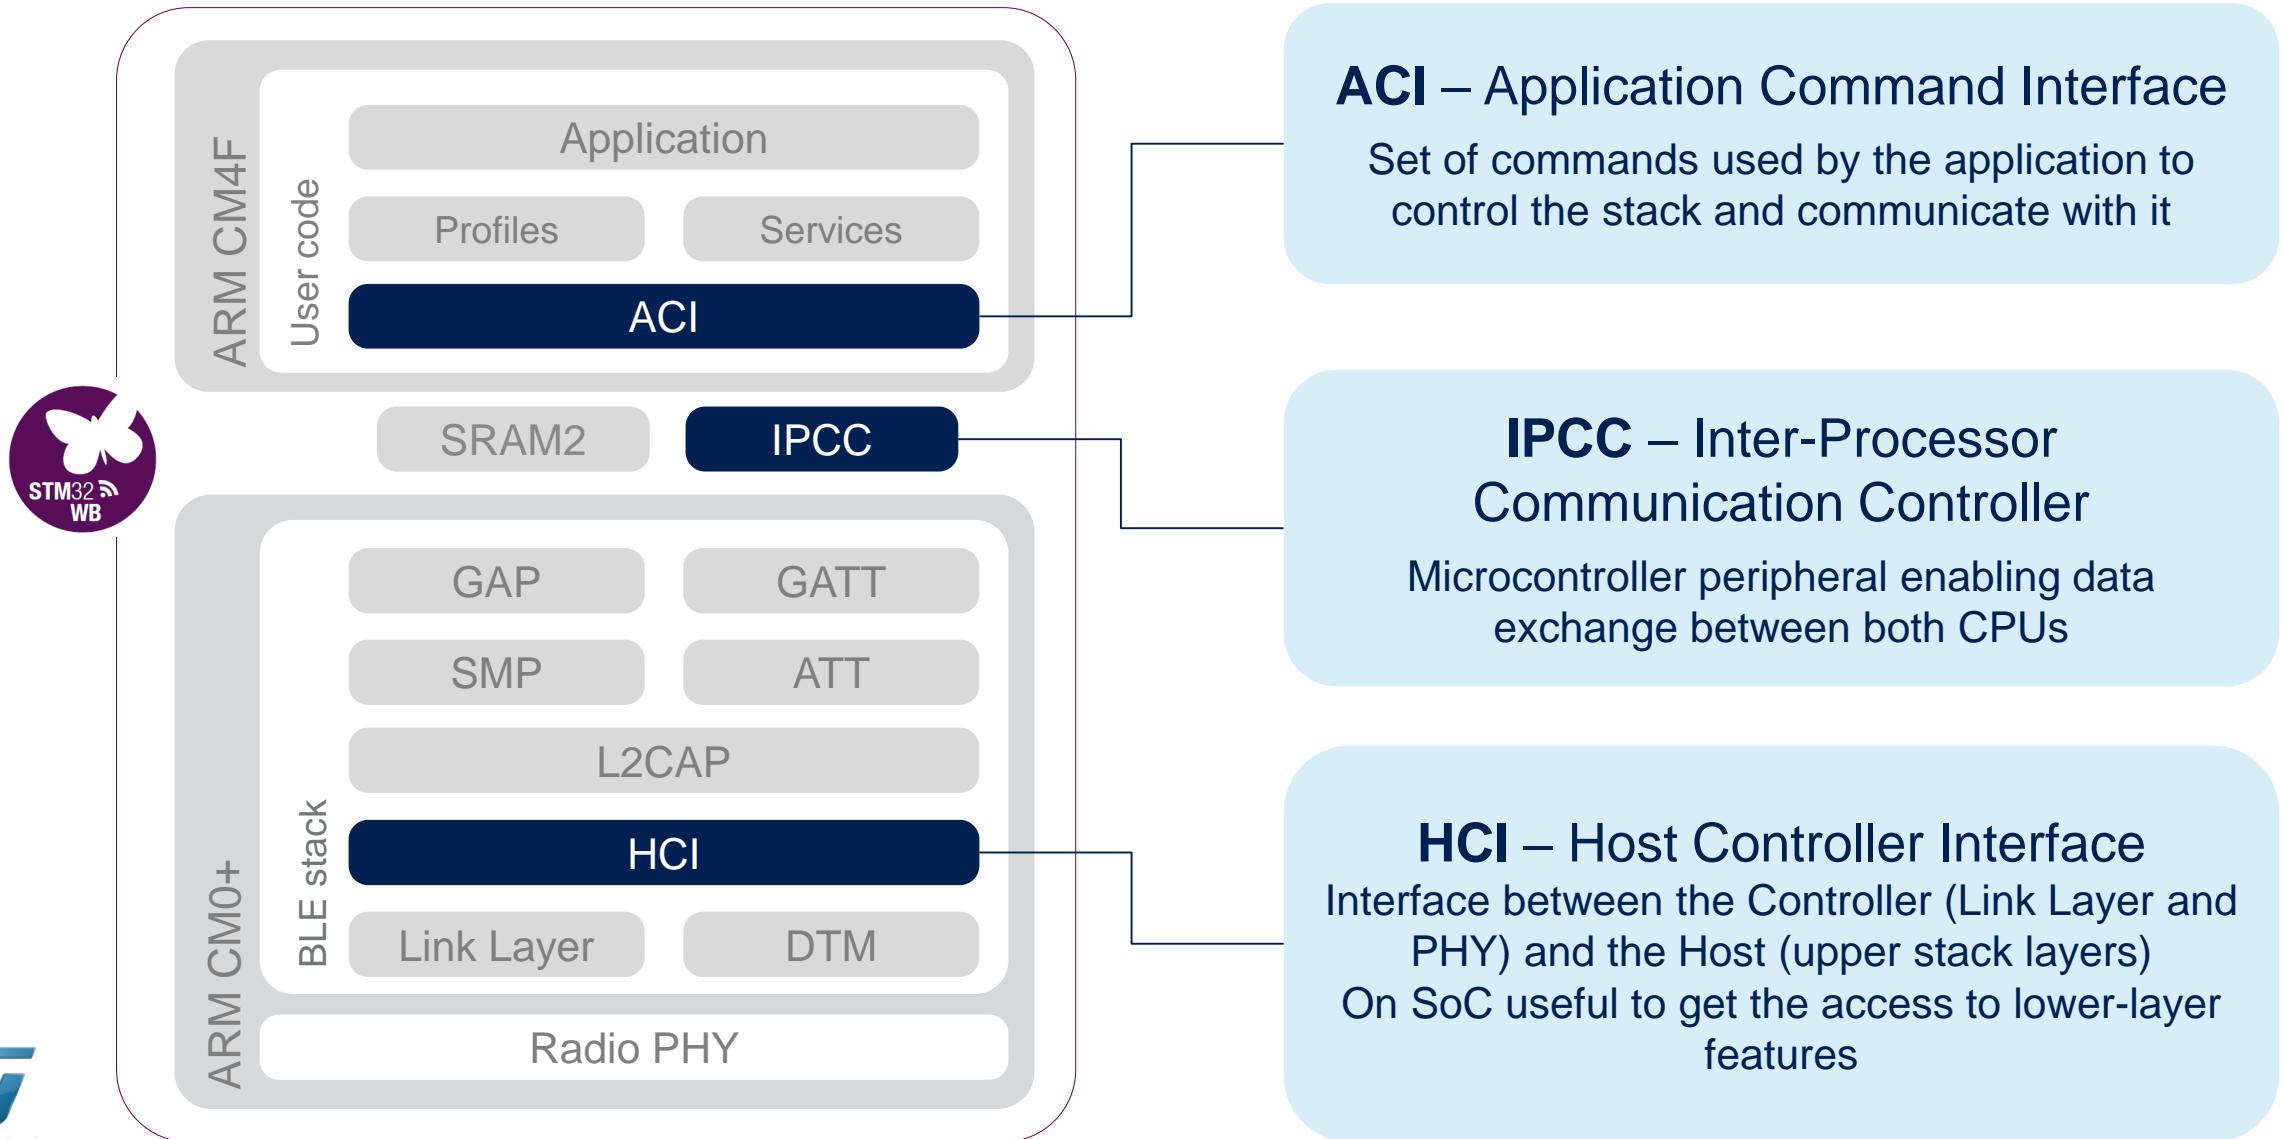 ARM CM4F
User code
Application
Profiles
Services
ACI
SRAM2
IPCC
STM32
WB
ARM CM0+
BLE stack
GAP
GATT
SMP
ATT
L2CAP
HCI
Link Layer
DTM
Radio PHY
ACI – Application Command Interface
Set of commands used by the application to
control the stack and communicate with it
IPCC – Inter-Processor
Communication Controller
Microcontroller peripheral enabling data
exchange between both CPUs
HCI – Host Controller Interface
Interface between the Controller (Link Layer and
PHY) and the Host (upper stack layers)
On SoC useful to get the access to lower-layer
features